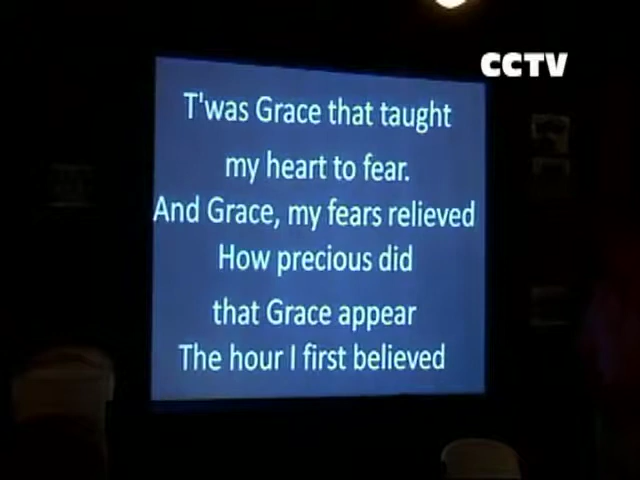 CCTV
T'was Grace that taught
my heart to fear.
And Grace, my fears relieved
How precious did
that Grace appear
The hour I first believed